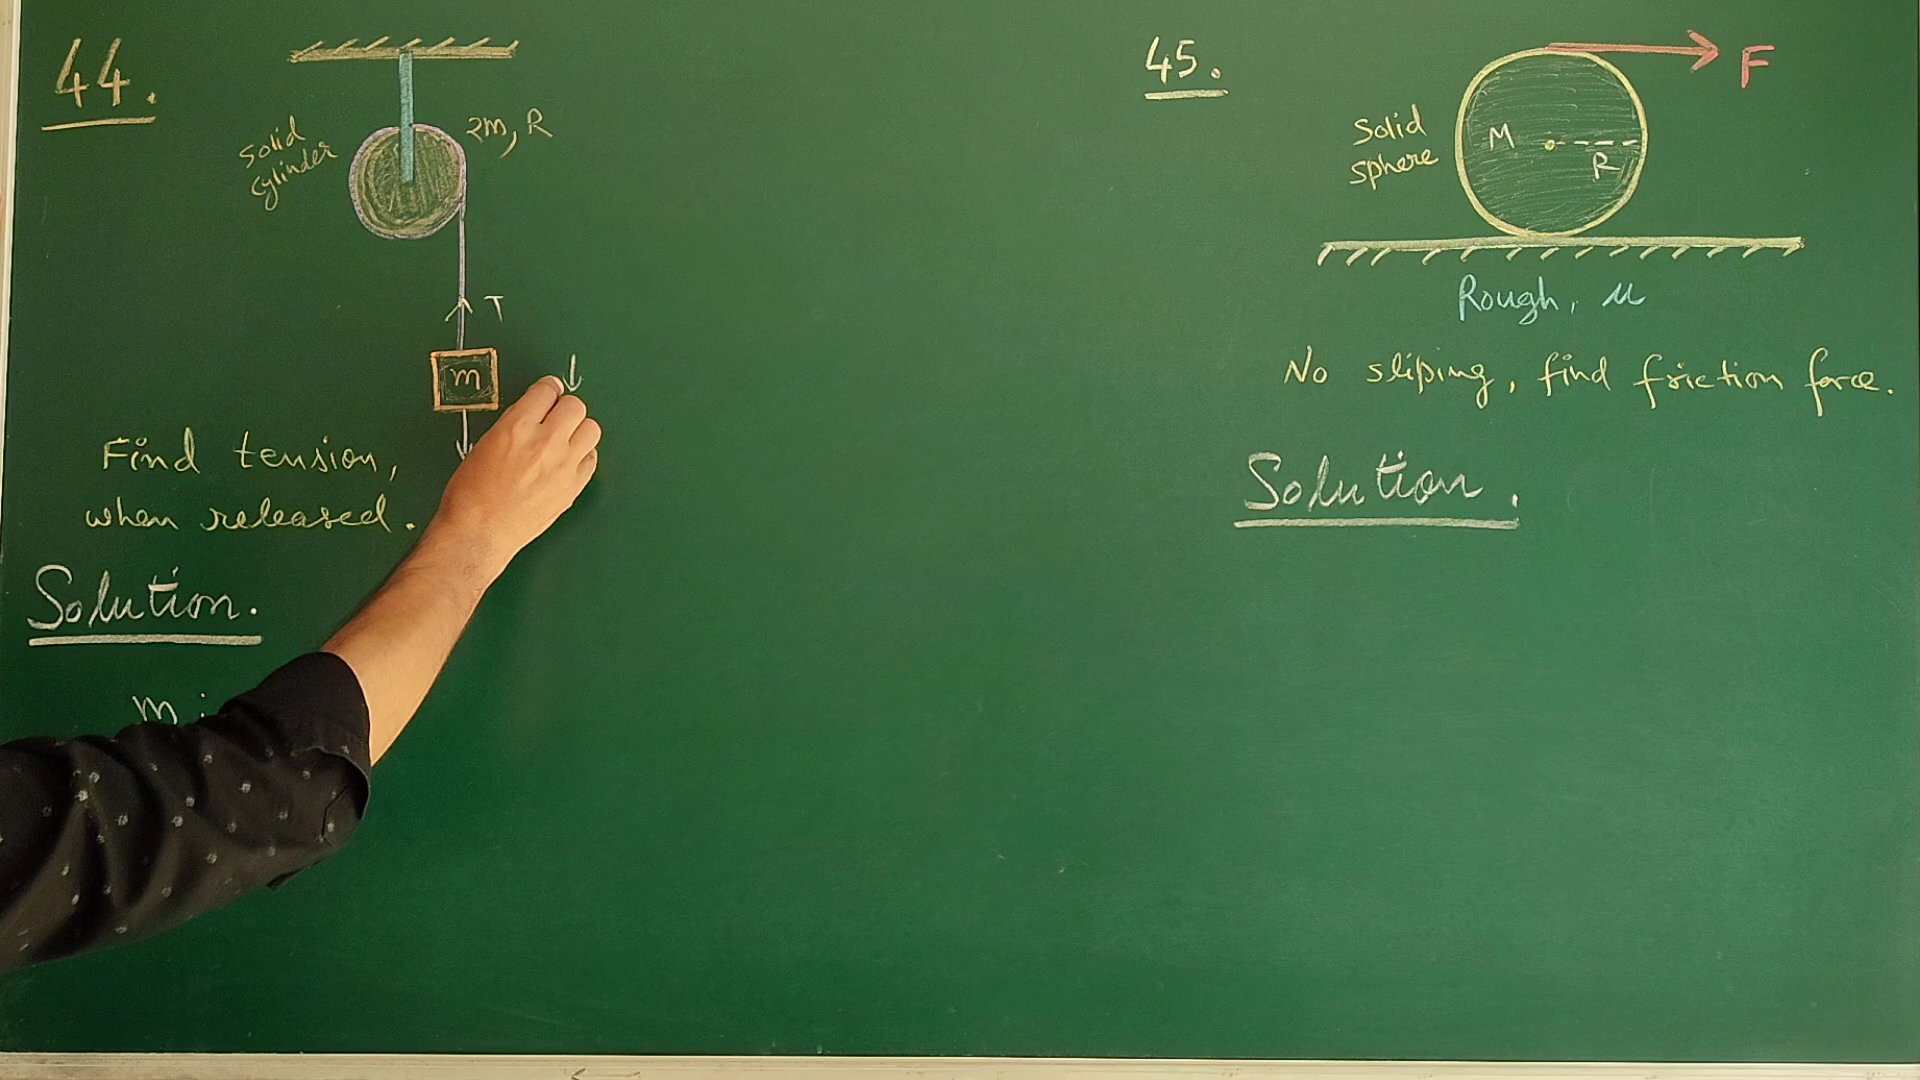 44.
solid
cylinder
2m, R
T
m
Find tension,
when released.
Solution.
m :
45.
F
Solid
sphere
M
R
Rough, μ
No sliping, find friction force.
Solution.